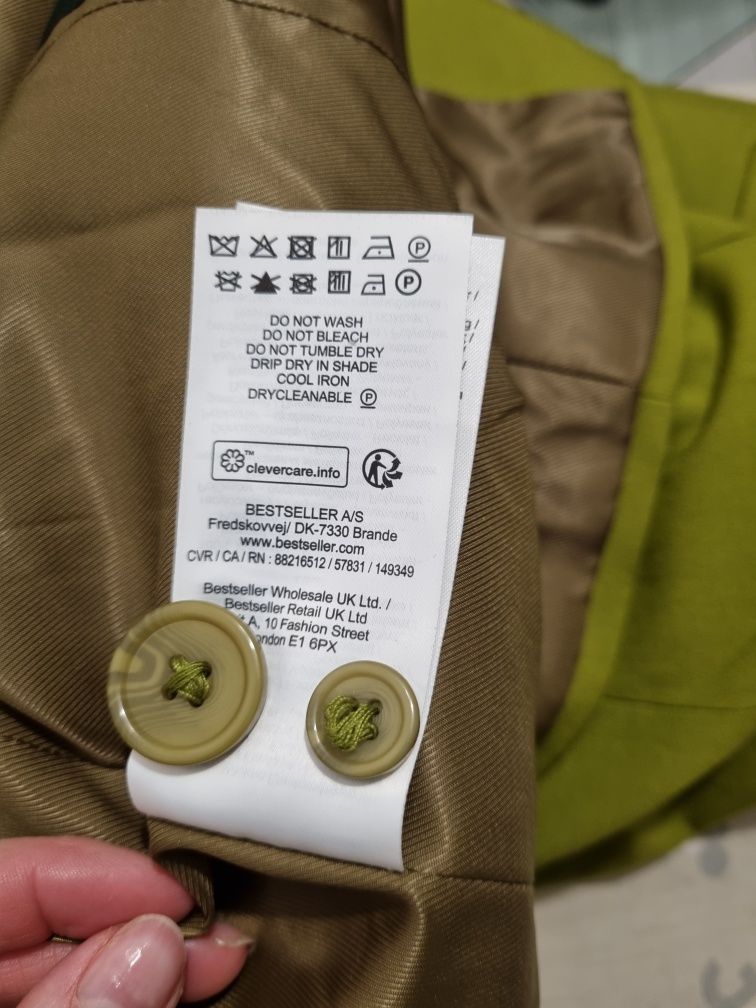 DO NOT WASH
DO NOT BLEACH
DO NOT TUMBLE DRY
DRIP DRY IN SHADE
COOL IRON
DRYCLEANABLE Ⓟ
™
clevercare.info
BESTSELLER A/S
Fredskovvej/ DK-7330 Brande
www.bestseller.com
CVR / CA / RN : 88216512 / 57831 / 149349
Bestseller Wholesale UK Ltd. /
Bestseller Retail UK Ltd
A, 10 Fashion Street
ondon E1 6PX